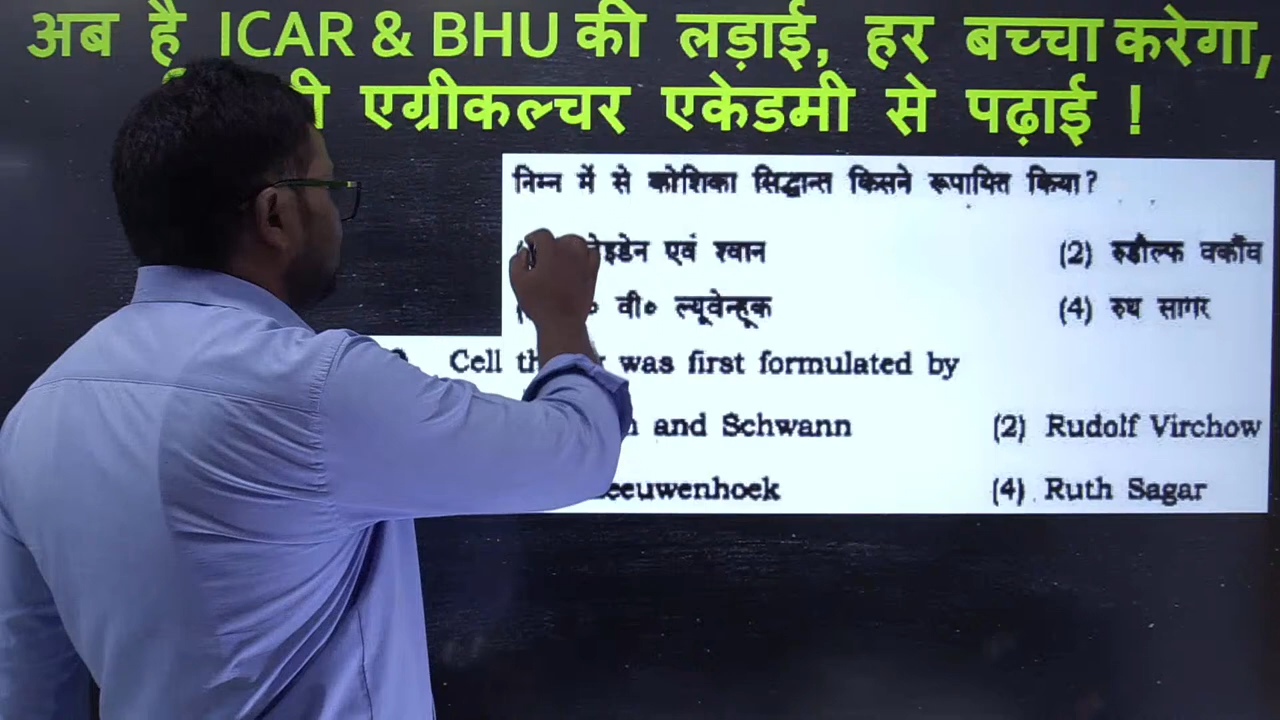 अब है ICAR & BHU की लड़ाई, हर बच्चा करेगा,
एग्रीकल्चर एकेडमी से पढ़ाई !
निम्न में से कोशिका सिद्धान्त किसने रूपायित किया?
एवं श्वान (2) रुडौल्फ वर्कौव
वी० ल्यूवेन्हूक (4) रुथ सागर
Cell was first formulated by
and Schwann (2) Rudolf Virchow
(4) Ruth Sagar